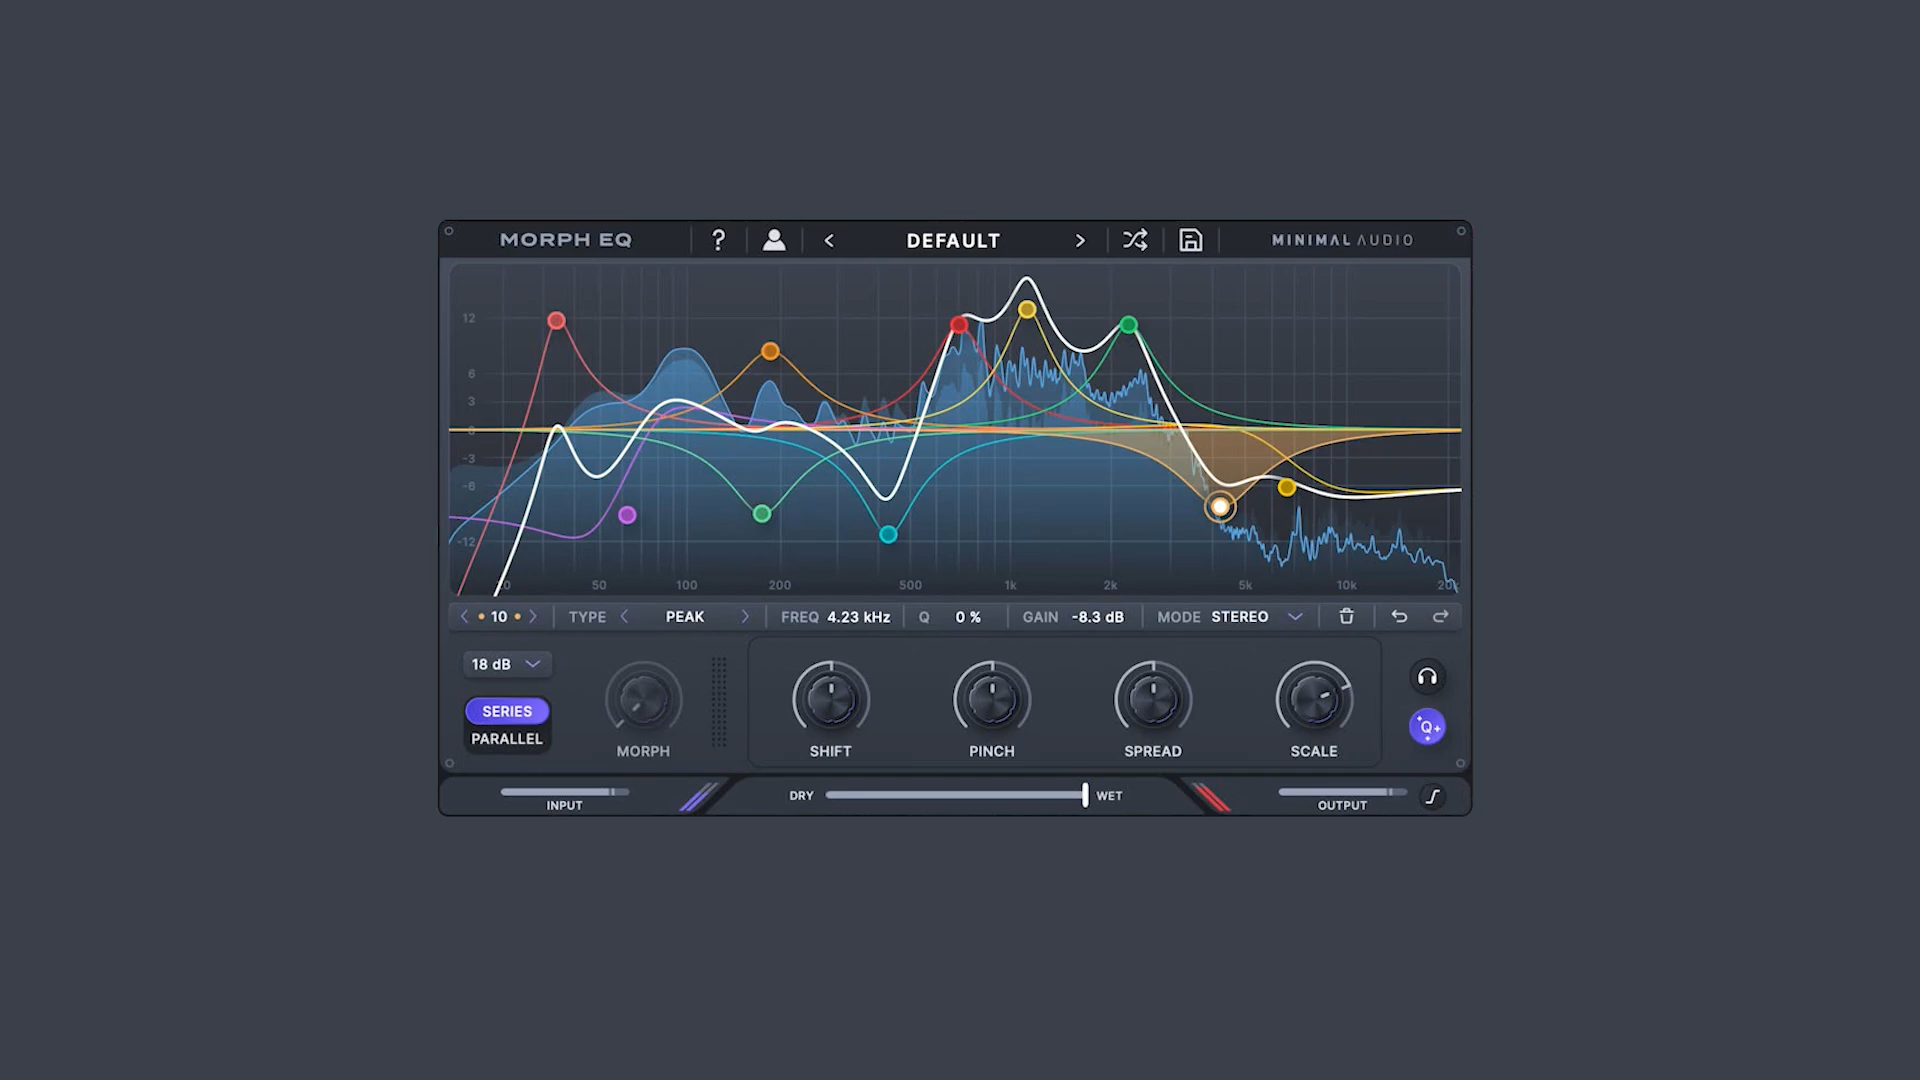 MORPH EQ ? < DEFAULT > MINIMAL AUDIO
12
6
3
0
-3
-6
-12
50 100 200 500 1k 2k 5k 10k 20k
< 10 > TYPE < PEAK > FREQ 4.23 kHz Q 0 % GAIN -8.3 dB MODE STEREO
18 dB
SERIES
PARALLEL
MORPH SHIFT PINCH SPREAD SCALE
Q+
INPUT DRY WET OUTPUT